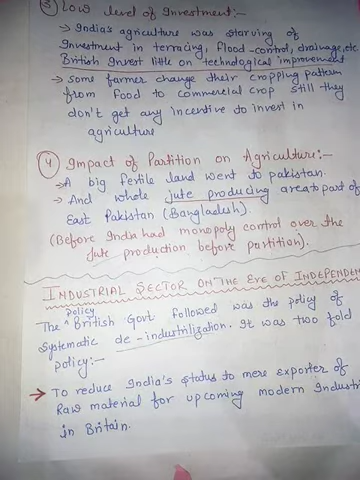 ③ Low level of Investment:-
→ India's agriculture was starving of
Investment in terracing, flood-control, drainage, etc.
British Invest little on technological improvement
→ Some farmer change their cropping pattern
from food to commercial crop still they
don't get any incentive to invest in
agriculture
④ Impact of Partition on Agriculture:-
→ A big fertile land went to pakistan.
→ And whole jute producing area to part of
East Pakistan (Bangladesh).
(Before India had monopoly control over the
Jute production before partition).
INDUSTRIAL SECTOR ON THE EVE OF INDEPENDEN
The ^Policy British Govt followed was the policy of
Systematic de-industrilization. It was two fold
policy:-
→ To reduce India's status to mere exporter of
Raw material for upcoming modern Industri
in Britain.